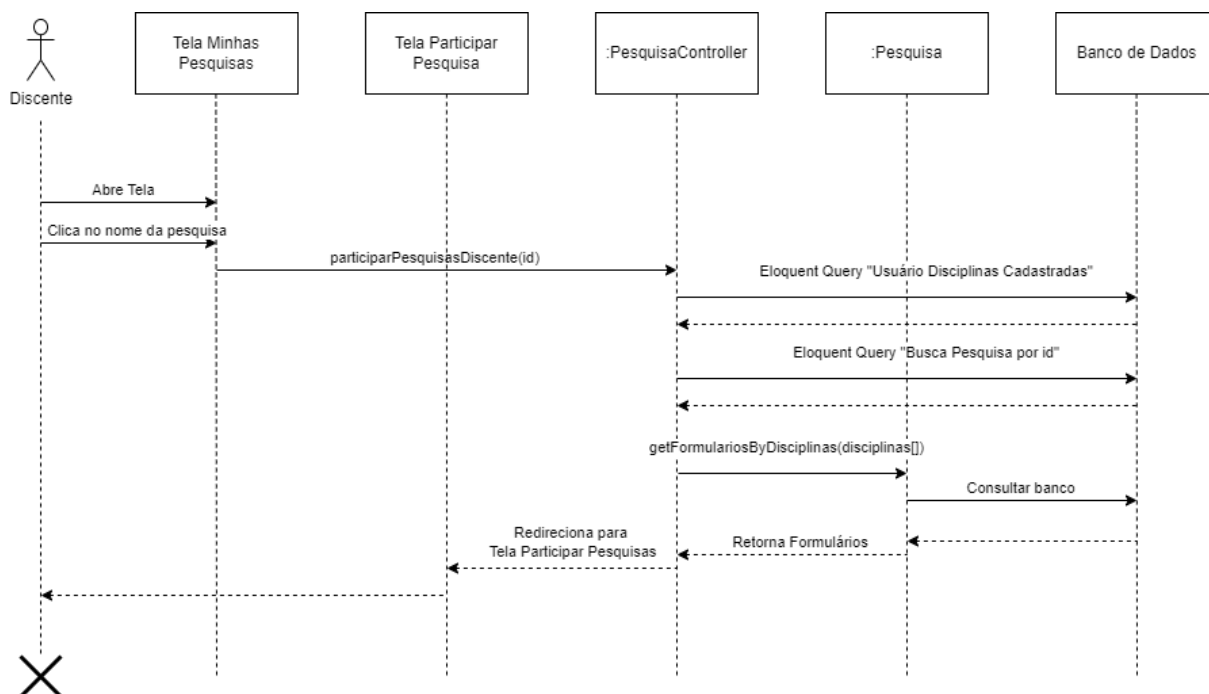 Discente
Tela Minhas
Pesquisas
Tela Participar
Pesquisa
:PesquisaController
:Pesquisa
Banco de Dados
Abre Tela
Clica no nome da pesquisa
participarPesquisasDiscente(id)
Eloquent Query "Usuário Disciplinas Cadastradas"
Eloquent Query "Busca Pesquisa por id"
getFormulariosByDisciplinas(disciplinas[])
Consultar banco
Retorna Formulários
Redireciona para
Tela Participar Pesquisas